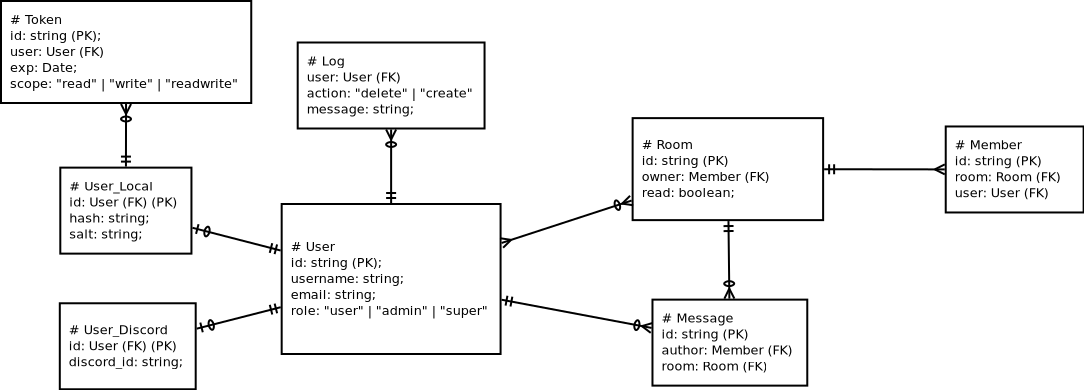 # Token
id: string (PK);
user: User (FK)
exp: Date;
scope: "read" | "write" | "readwrite"
# Log
user: User (FK)
action: "delete" | "create"
message: string;
# Room
id: string (PK)
owner: Member (FK)
read: boolean;
# Member
id: string (PK)
room: Room (FK)
user: User (FK)
# User_Local
id: User (FK) (PK)
hash: string;
salt: string;
# User
id: string (PK);
username: string;
email: string;
role: "user" | "admin" | "super"
# User_Discord
id: User (FK) (PK)
discord_id: string;
# Message
id: string (PK)
author: Member (FK)
room: Room (FK)